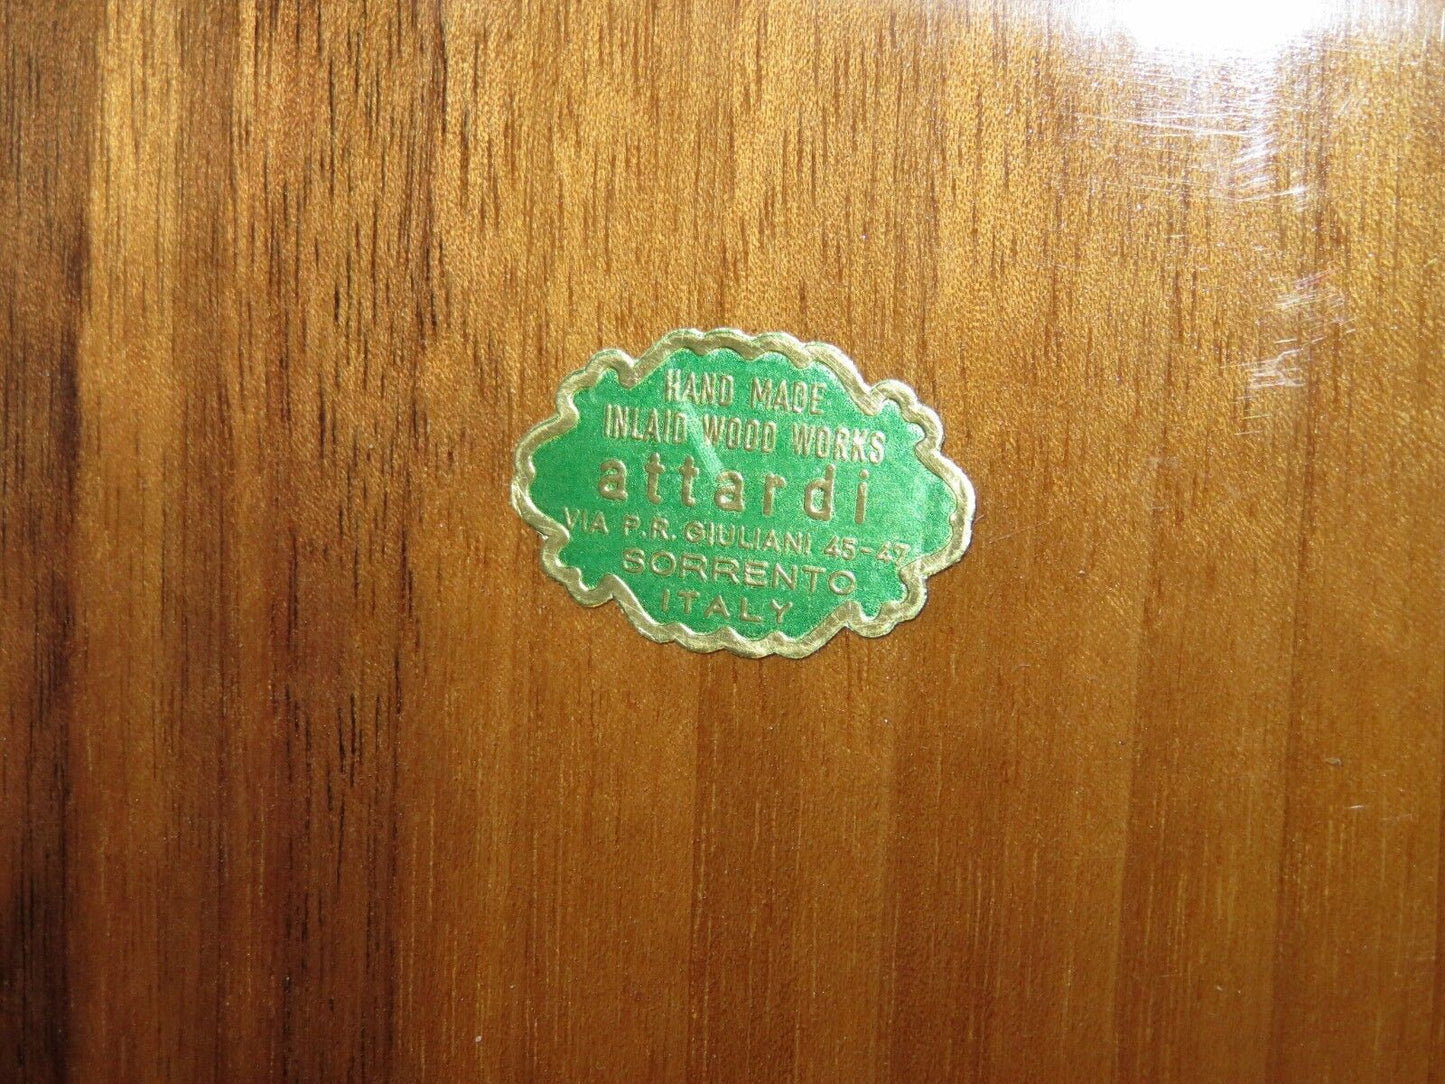 HAND MADE
INLAID WOOD WORKS
attardi
VIA P.R. GIULIANI 45-47
SORRENTO
ITALY